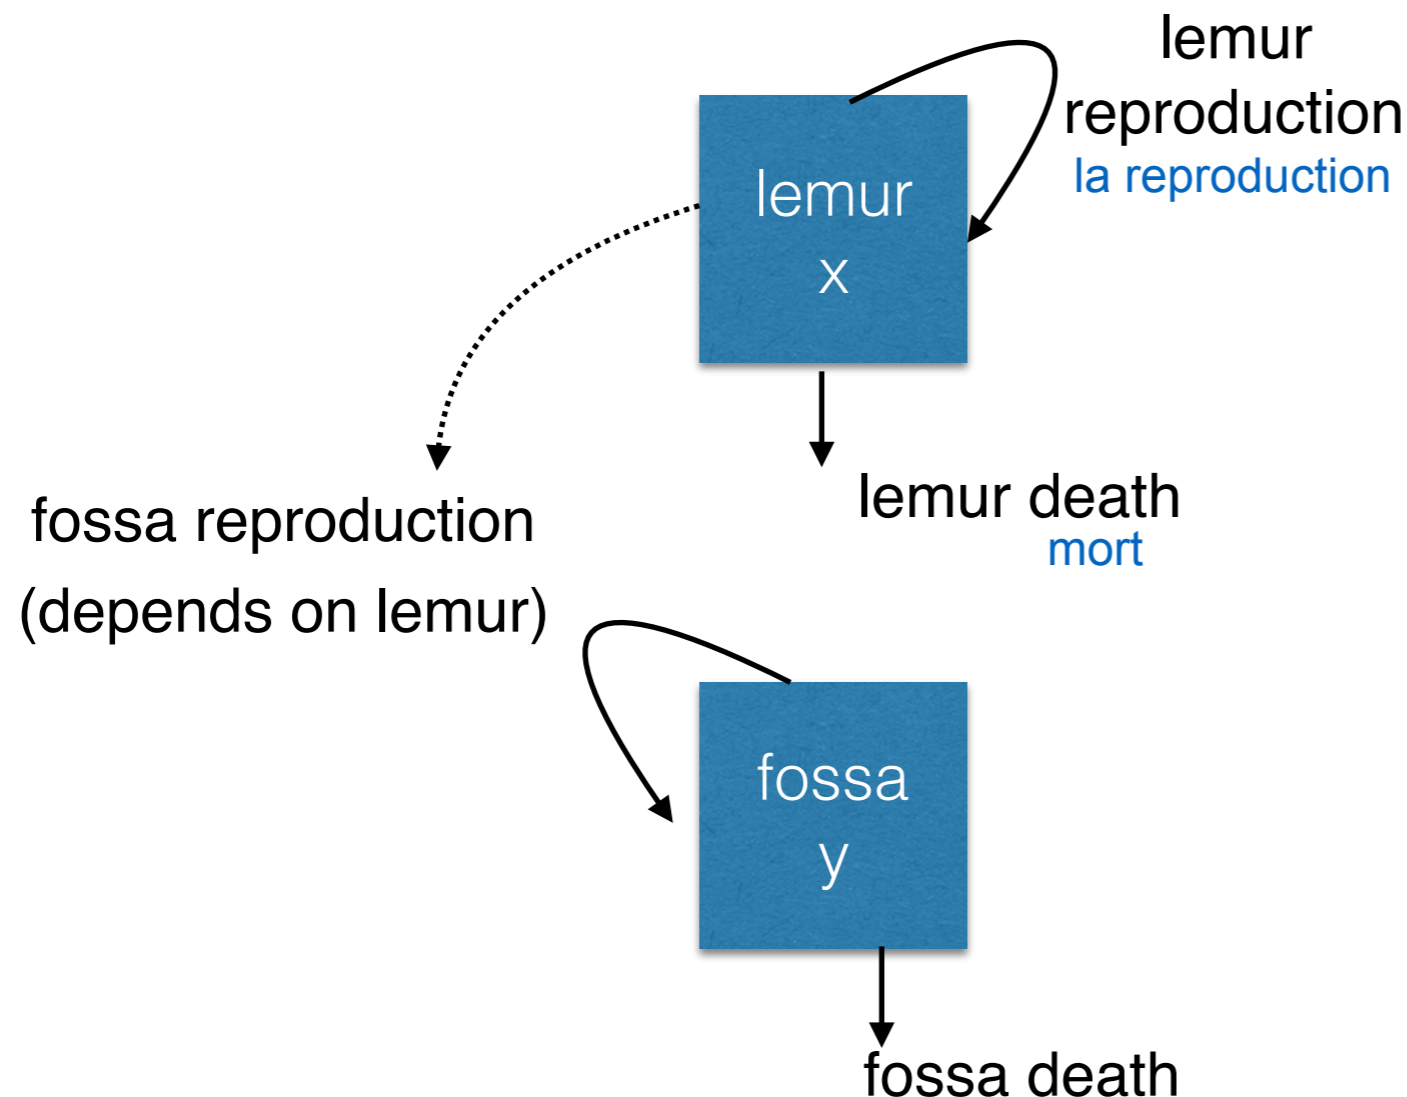 lemur
reproduction
la reproduction
lemur
x
lemur death
mort
fossa reproduction
(depends on lemur)
fossa
y
fossa death